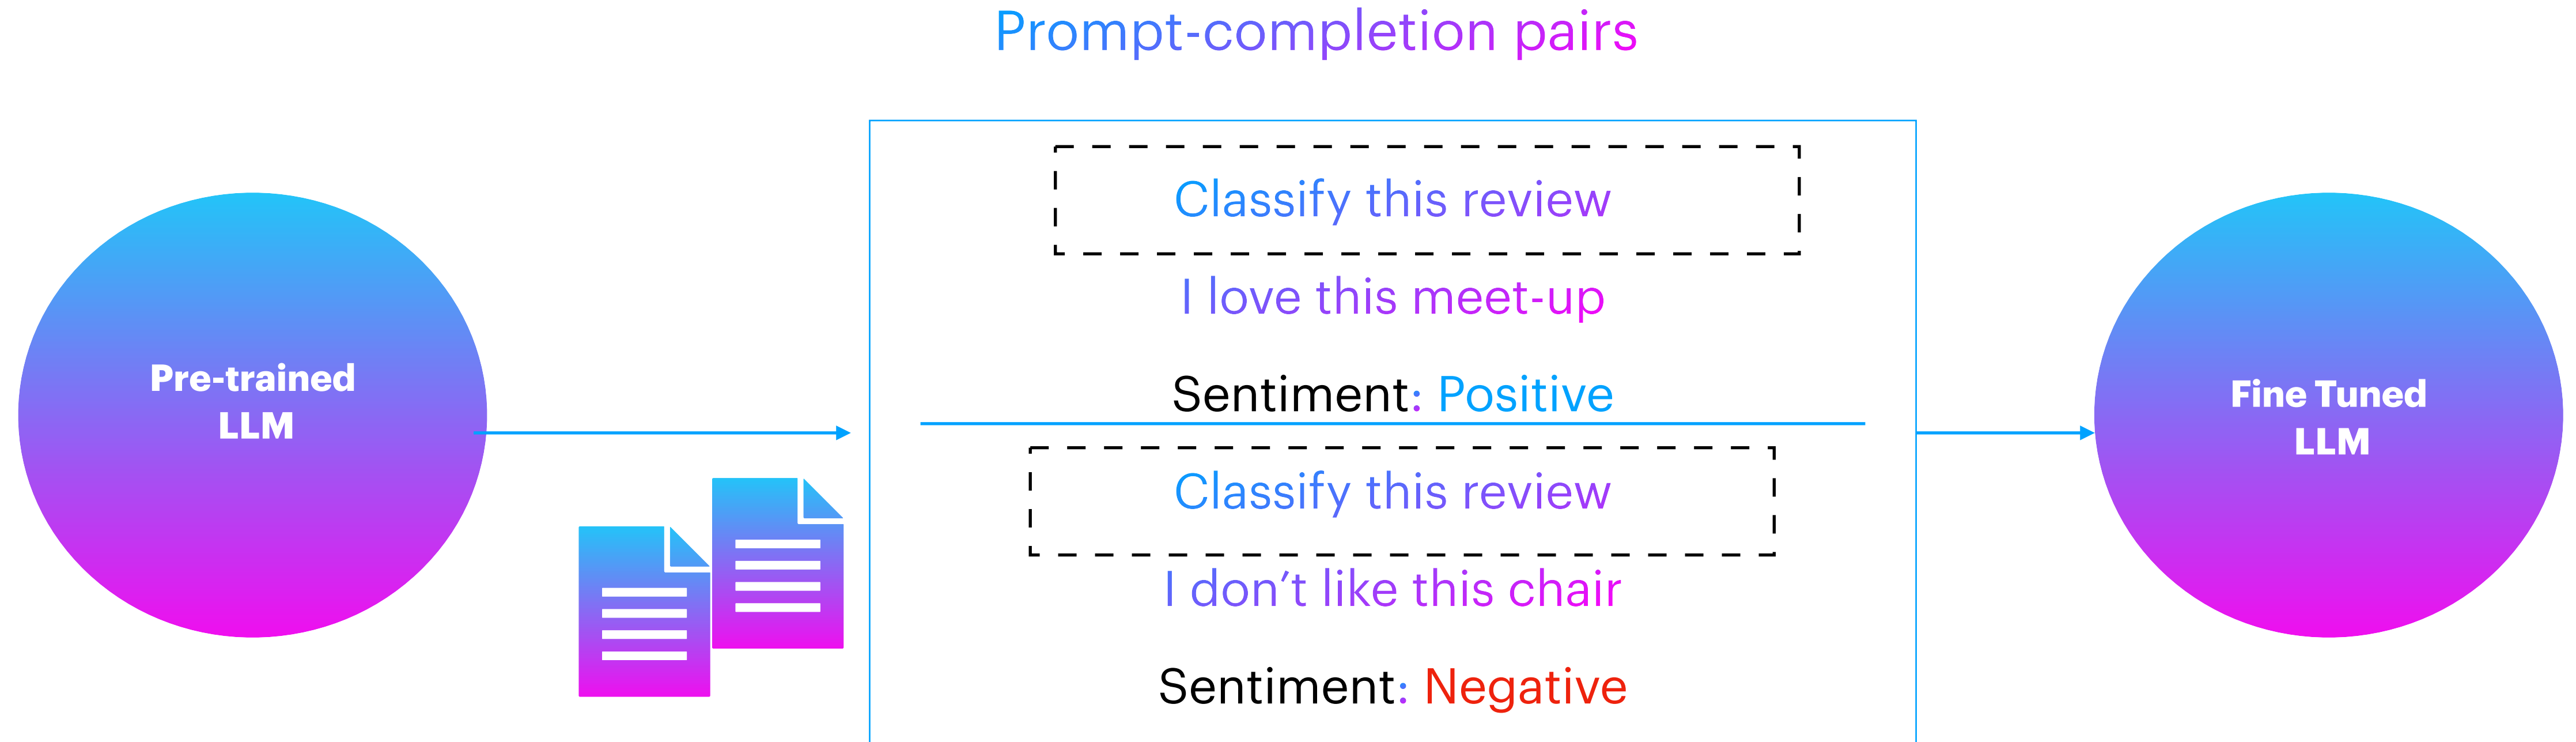 Prompt-completion pairs
Pre-trained
LLM
Classify this review
I love this meet-up
Sentiment: Positive
Classify this review
I don’t like this chair
Sentiment: Negative
Fine Tuned
LLM